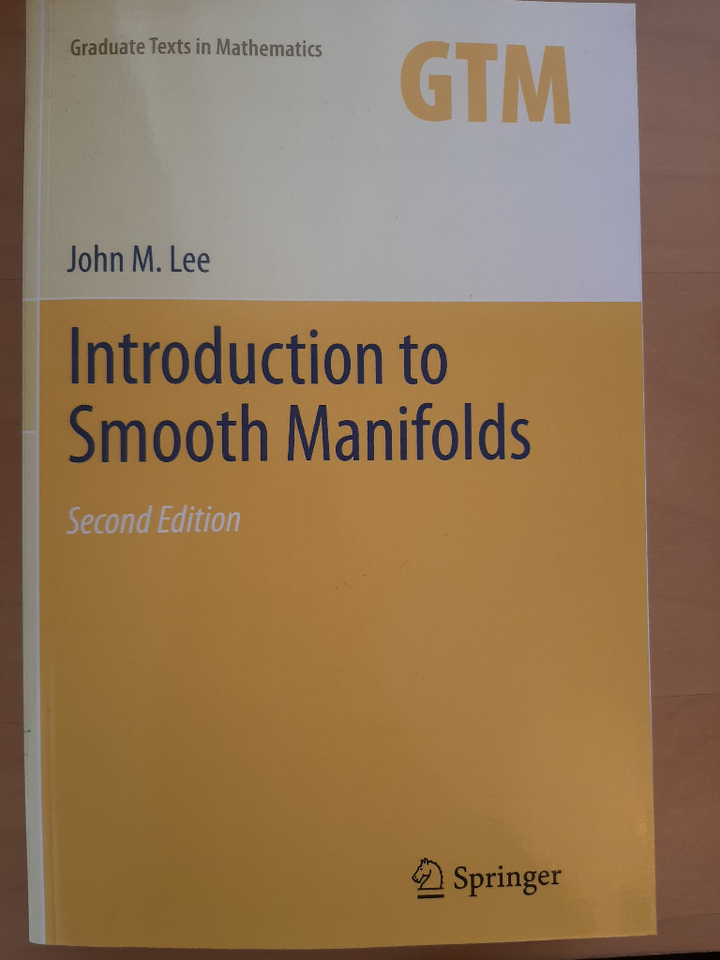 Graduate Texts in Mathematics
GTM
John M. Lee
Introduction to
Smooth Manifolds
Second Edition
Springer